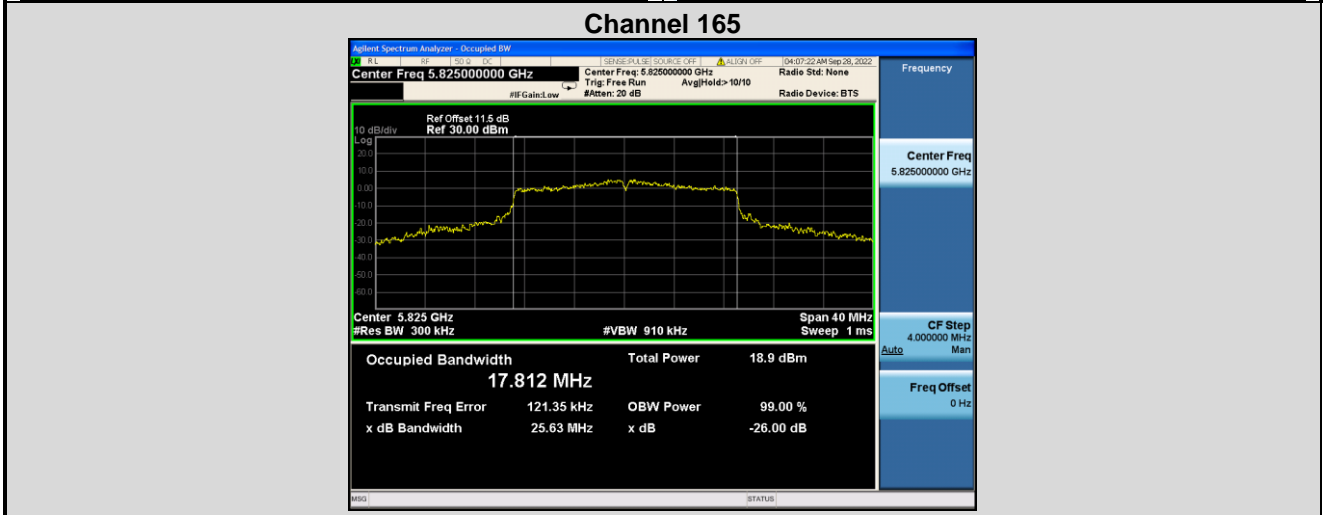 Channel 165
Agilent Spectrum Analyzer - Occupied BW
RL RF 50 Ω DC SENSE:PULSE SOURCE OFF ALIGN OFF 04:07:22 AM Sep 28, 2022
Center Freq 5.825000000 GHz
Center Freq: 5.825000000 GHz Radio Std: None
Trig: Free Run Avg|Hold:>10/10
#IFGain:Low #Atten: 20 dB Radio Device: BTS
Frequency
Ref Offset 11.5 dB
10 dB/div Ref 30.00 dBm
Log
20.0
10.0
0.00
-10.0
-20.0
-30.0
-40.0
-50.0
-60.0
Center 5.825 GHz Span 40 MHz
#Res BW 300 kHz #VBW 910 kHz Sweep 1 ms
Occupied Bandwidth Total Power 18.9 dBm
17.812 MHz
Transmit Freq Error 121.35 kHz OBW Power 99.00 %
x dB Bandwidth 25.63 MHz x dB -26.00 dB
Center Freq
5.825000000 GHz
CF Step
4.000000 MHz
Auto Man
Freq Offset
0 Hz
MSG STATUS